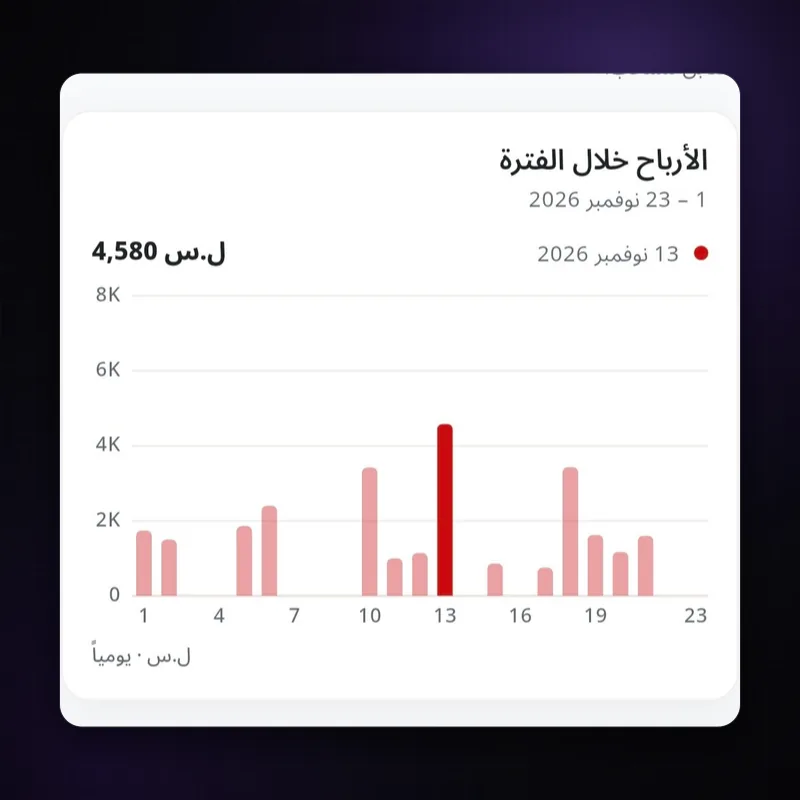 الأرباح خلال الفترة
1 – 23 نوفمبر 2026
13 نوفمبر 2026
ل.س 4,580
8K
6K
4K
2K
0
1 4 7 10 13 16 19 23
ل.س · يومياً